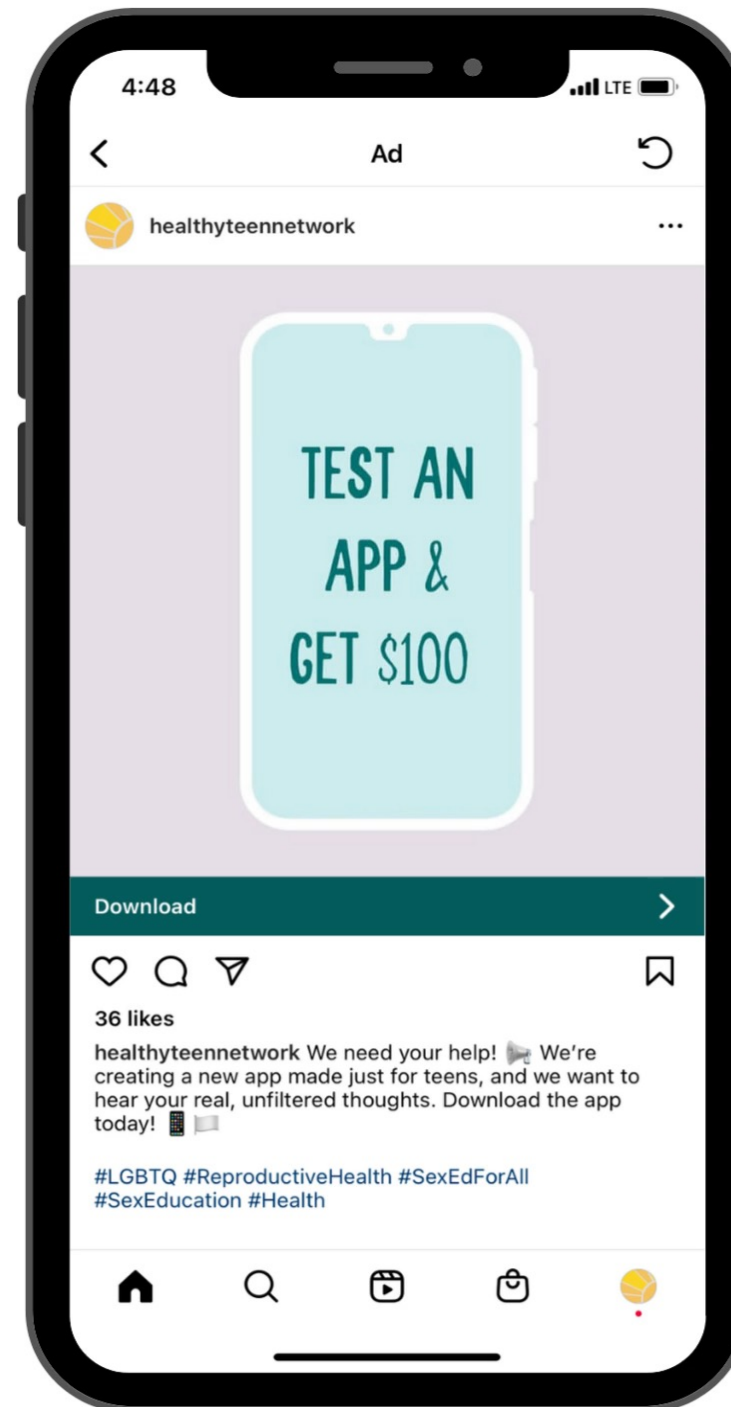 4:48 LTE
Ad
healthyteennetwork
TEST AN
APP &
GET $100
Download
36 likes
healthyteennetwork We need your help! 📣 We’re
creating a new app made just for teens, and we want to
hear your real, unfiltered thoughts. Download the app
today! 📱🏳️
#LGBTQ #ReproductiveHealth #SexEdForAll
#SexEducation #Health